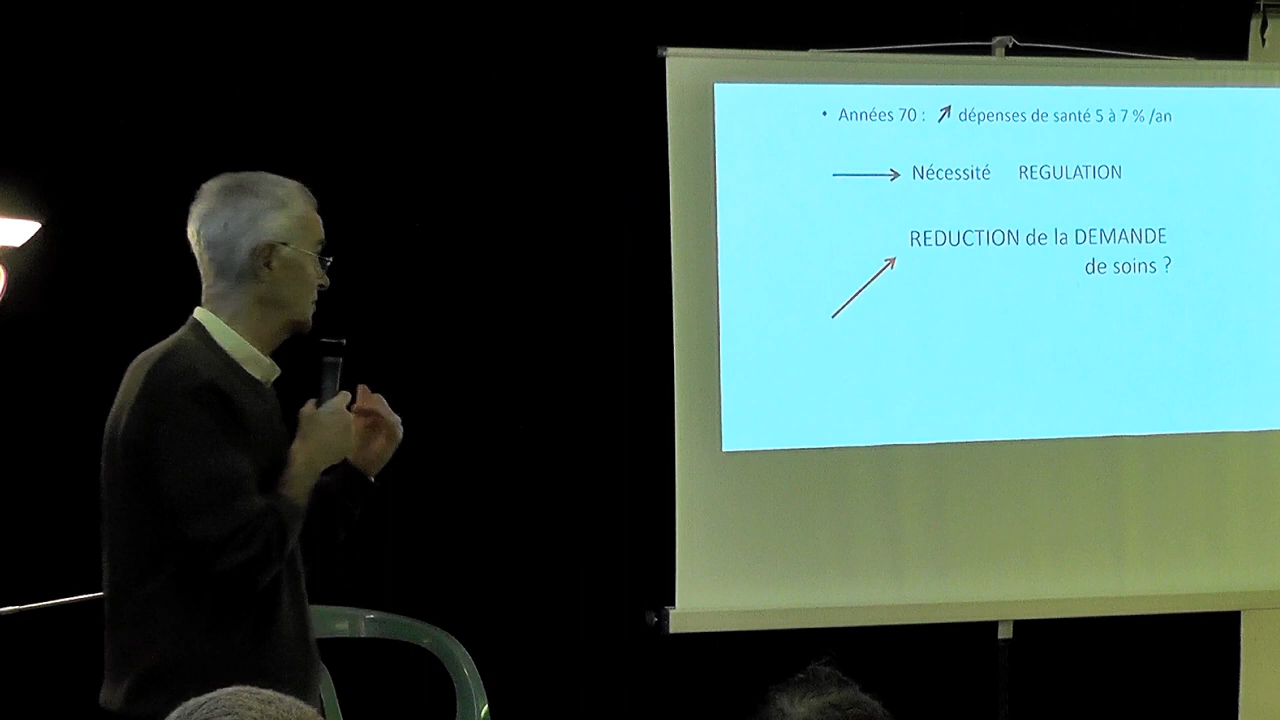 • Années 70 : ↗ dépenses de santé 5 à 7 % /an
→ Nécessité REGULATION
REDUCTION de la DEMANDE
de soins ?